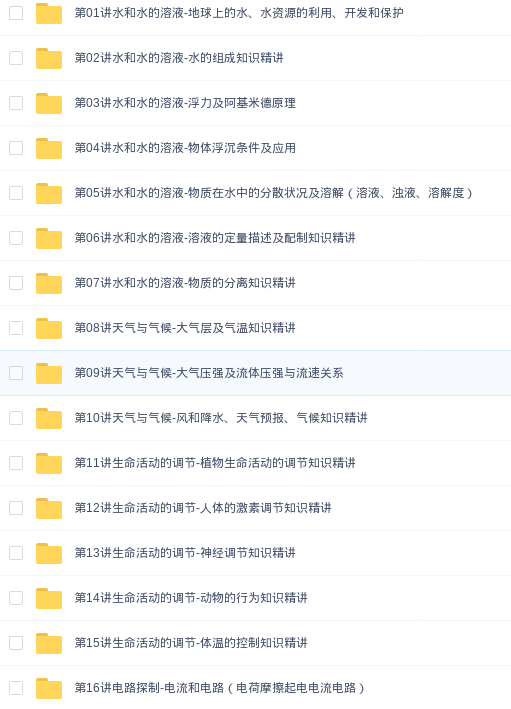 第01讲水和水的溶液-地球上的水、水资源的利用、开发和保护
第02讲水和水的溶液-水的组成知识精讲
第03讲水和水的溶液-浮力及阿基米德原理
第04讲水和水的溶液-物体浮沉条件及应用
第05讲水和水的溶液-物质在水中的分散状况及溶解（溶液、浊液、溶解度）
第06讲水和水的溶液-溶液的定量描述及配制知识精讲
第07讲水和水的溶液-物质的分离知识精讲
第08讲天气与气候-大气层及气温知识精讲
第09讲天气与气候-大气压强及流体压强与流速关系
第10讲天气与气候-风和降水、天气预报、气候知识精讲
第11讲生命活动的调节-植物生命活动的调节知识精讲
第12讲生命活动的调节-人体的激素调节知识精讲
第13讲生命活动的调节-神经调节知识精讲
第14讲生命活动的调节-动物的行为知识精讲
第15讲生命活动的调节-体温的控制知识精讲
第16讲电路探制-电流和电路（电荷摩擦起电电流电路）